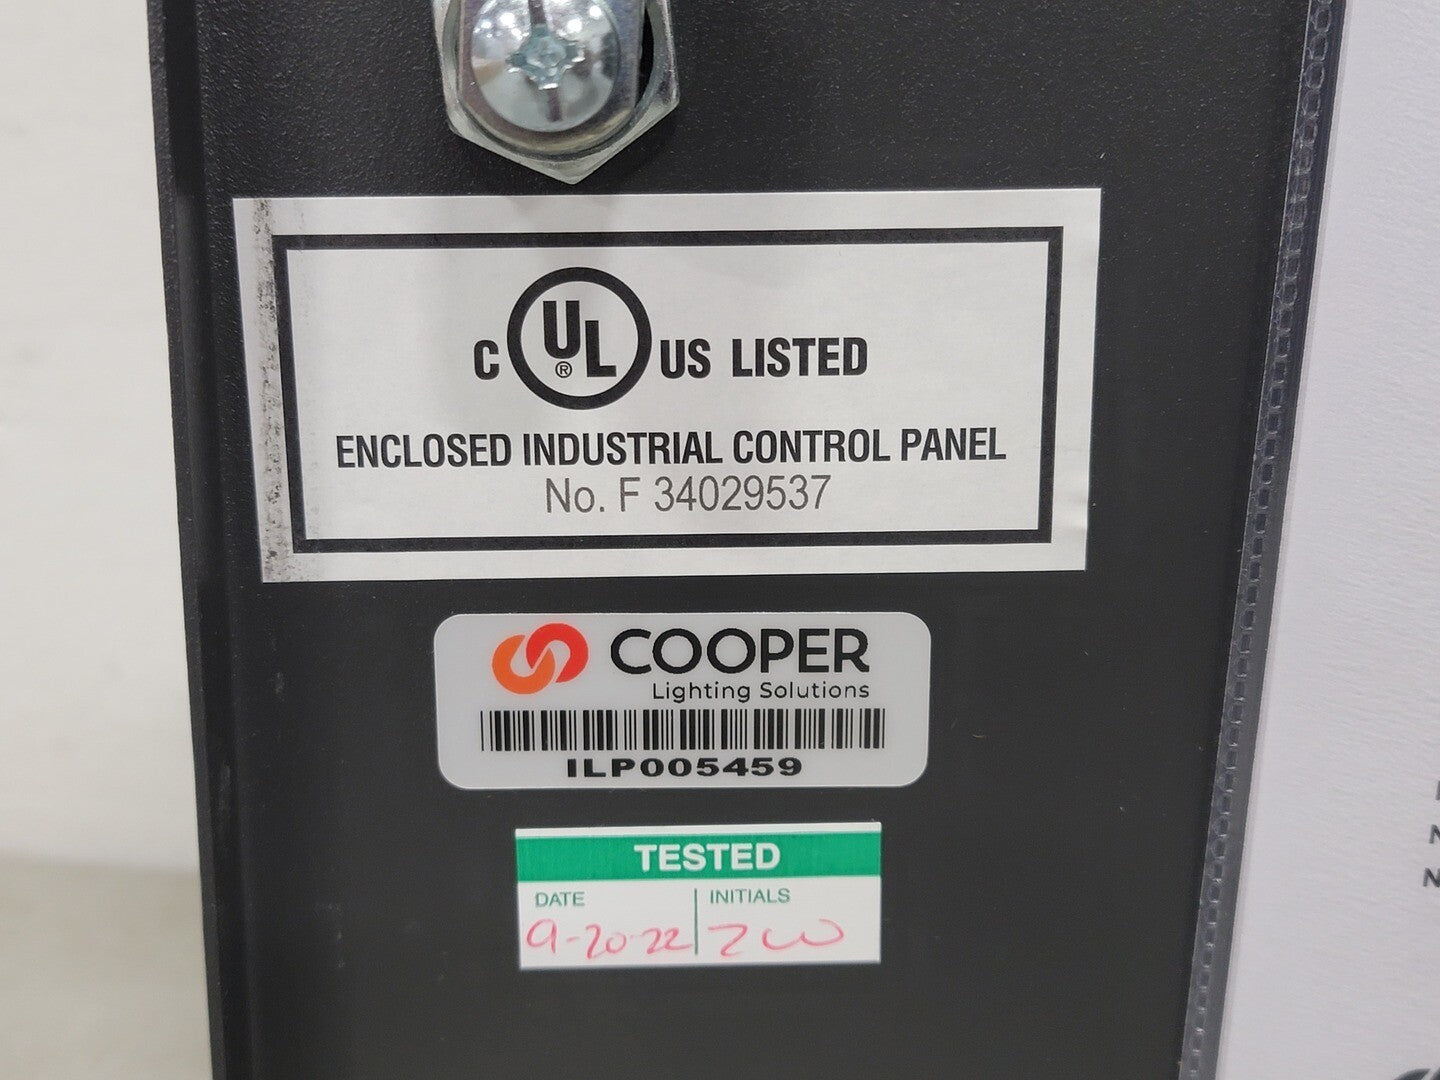 C UL® US LISTED
ENCLOSED INDUSTRIAL CONTROL PANEL
No. F 34029537
COOPER
Lighting Solutions
ILP005459
TESTED
DATE INITIALS
9-20-22 ZW
N
N